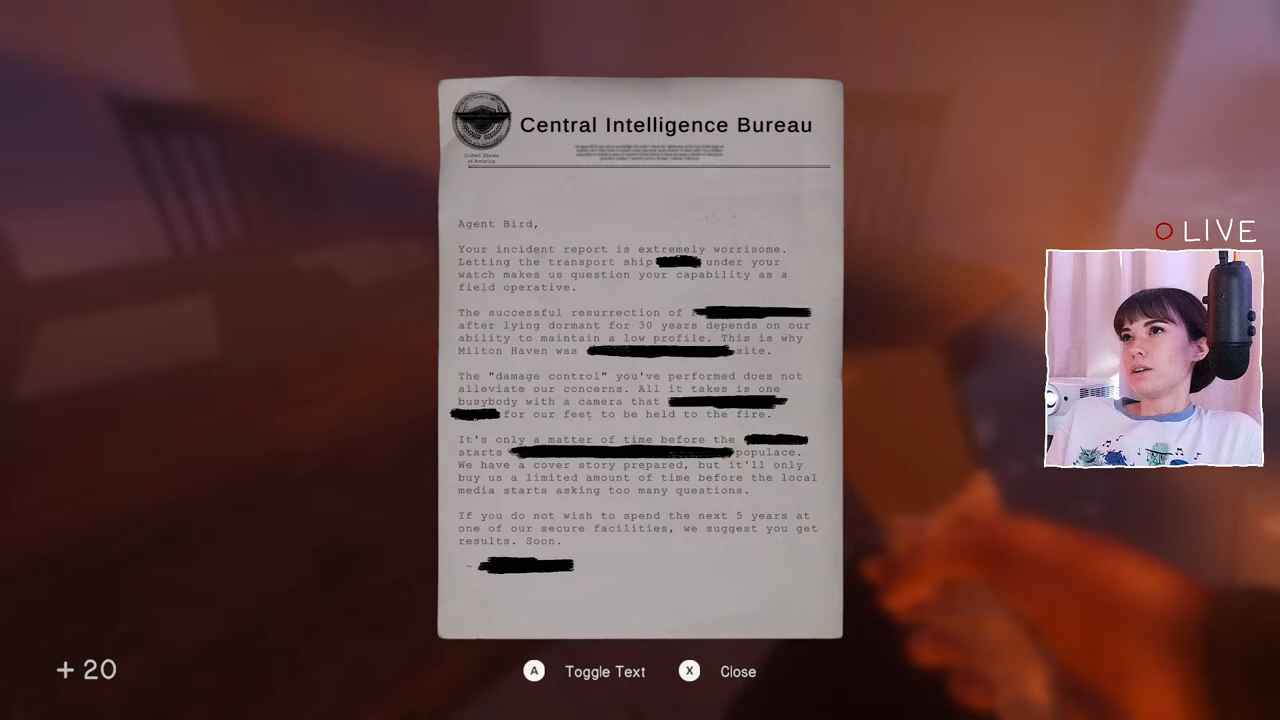 Central Intelligence Bureau
United States
of America
Agent Bird,
Your incident report is extremely worrisome.
Letting the transport ship under your
watch makes us question your capability as a
field operative.
The successful resurrection of
after lying dormant for 30 years depends on our
ability to maintain a low profile. This is why
Milton Haven was site.
The "damage control" you've performed does not
alleviate our concerns. All it takes is one
busybody with a camera that
for our feet to be held to the fire.
It's only a matter of time before the
starts populace.
We have a cover story prepared, but it'll only
buy us a limited amount of time before the local
media starts asking too many questions.
If you do not wish to spend the next 5 years at
one of our secure facilities, we suggest you get
results. Soon.
~
LIVE
+ 20
A Toggle Text X Close